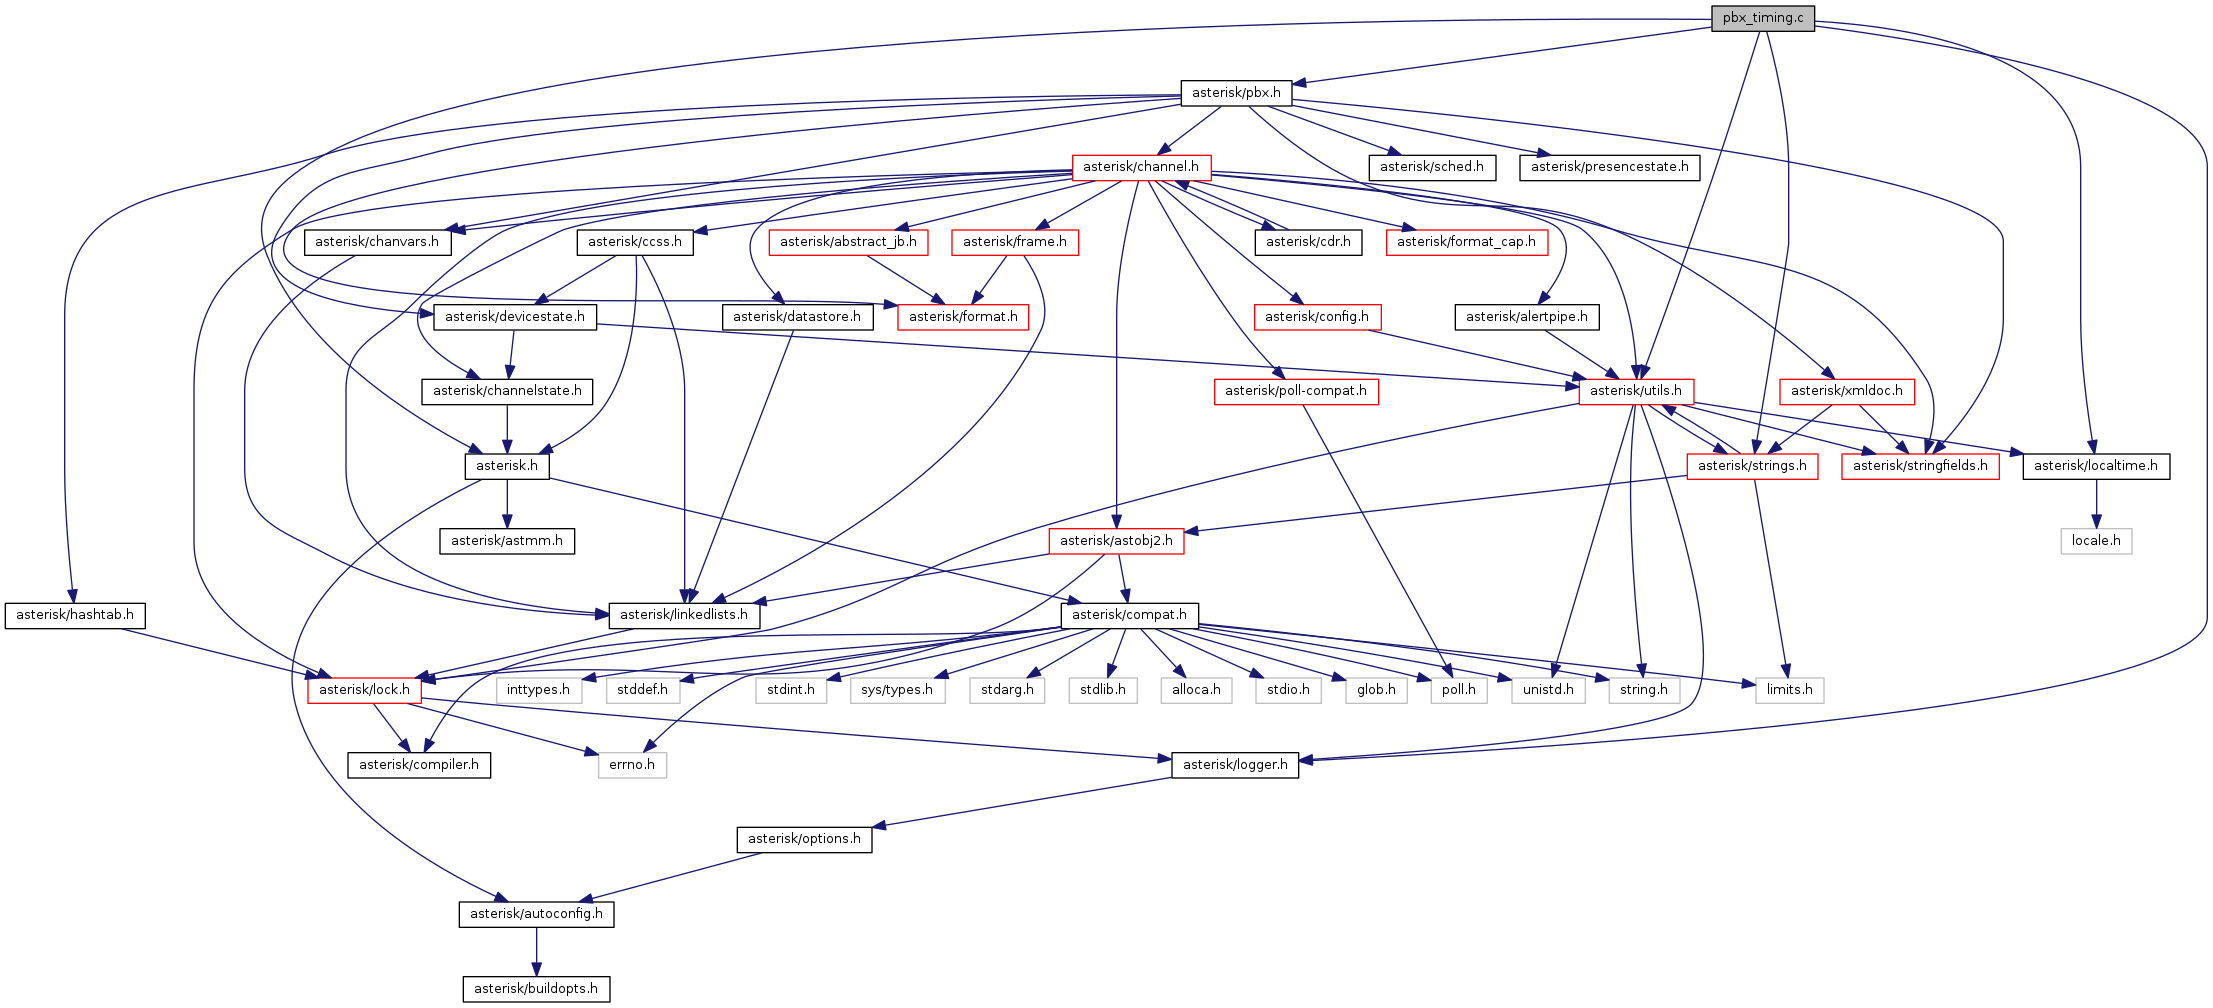 pbx_timing.c
asterisk/pbx.h
asterisk/channel.h
asterisk/sched.h
asterisk/presencestate.h
asterisk/chanvars.h
asterisk/ccss.h
asterisk/abstract_jb.h
asterisk/frame.h
asterisk/cdr.h
asterisk/format_cap.h
asterisk/devicestate.h
asterisk/datastore.h
asterisk/format.h
asterisk/config.h
asterisk/alertpipe.h
asterisk/channelstate.h
asterisk/poll-compat.h
asterisk/utils.h
asterisk/xmldoc.h
asterisk.h
asterisk/strings.h
asterisk/stringfields.h
asterisk/localtime.h
asterisk/astmm.h
asterisk/astobj2.h
locale.h
asterisk/hashtab.h
asterisk/linkedlists.h
asterisk/compat.h
asterisk/lock.h
inttypes.h
stddef.h
stdint.h
sys/types.h
stdarg.h
stdlib.h
alloca.h
stdio.h
glob.h
poll.h
unistd.h
string.h
limits.h
asterisk/compiler.h
errno.h
asterisk/logger.h
asterisk/options.h
asterisk/autoconfig.h
asterisk/buildopts.h